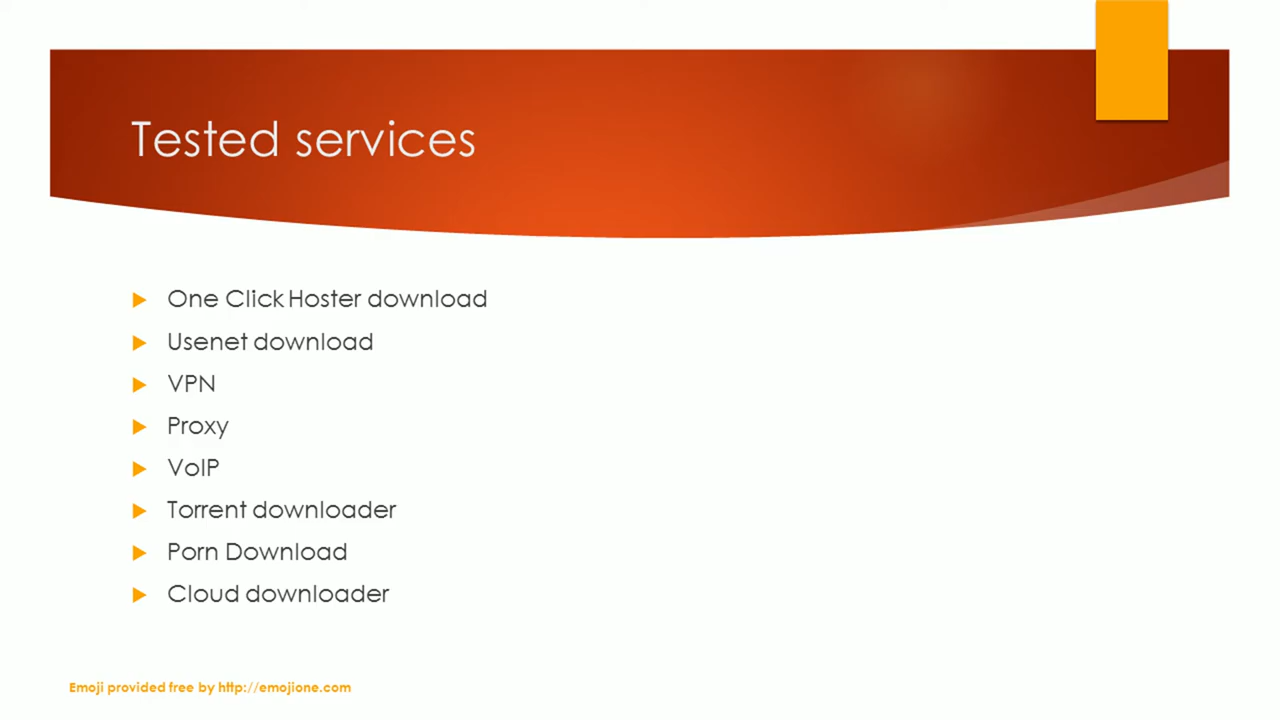 Tested services
One Click Hoster download
Usenet download
VPN
Proxy
VoIP
Torrent downloader
Porn Download
Cloud downloader
Emoji provided free by http://emojione.com